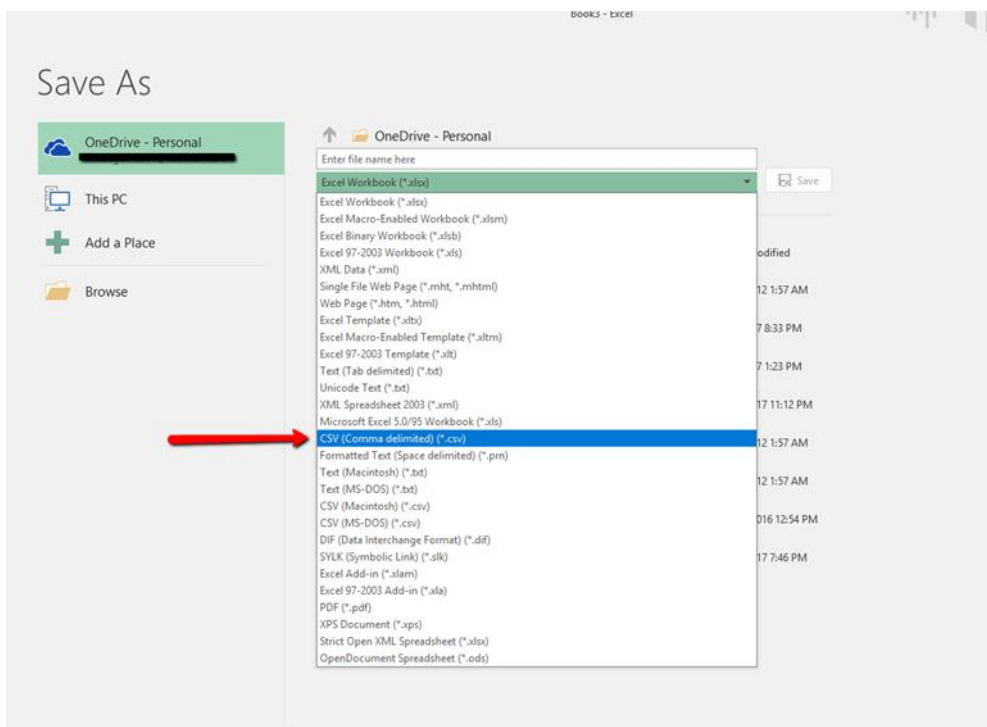 Book3 - Excel
Save As
OneDrive - Personal
This PC
Add a Place
Browse
OneDrive - Personal
Enter file name here
Excel Workbook (*.xlsx)
Save
Excel Workbook (*.xlsx)
Excel Macro-Enabled Workbook (*.xlsm)
Excel Binary Workbook (*.xlsb)
Excel 97-2003 Workbook (*.xls)
XML Data (*.xml)
Single File Web Page (*.mht, *.mhtml)
Web Page (*.htm, *.html)
Excel Template (*.xltx)
Excel Macro-Enabled Template (*.xltm)
Excel 97-2003 Template (*.xlt)
Text (Tab delimited) (*.txt)
Unicode Text (*.txt)
XML Spreadsheet 2003 (*.xml)
Microsoft Excel 5.0/95 Workbook (*.xls)
CSV (Comma delimited) (*.csv)
Formatted Text (Space delimited) (*.prn)
Text (Macintosh) (*.txt)
Text (MS-DOS) (*.txt)
CSV (Macintosh) (*.csv)
CSV (MS-DOS) (*.csv)
DIF (Data Interchange Format) (*.dif)
SYLK (Symbolic Link) (*.slk)
Excel Add-in (*.xlam)
Excel 97-2003 Add-in (*.xla)
PDF (*.pdf)
XPS Document (*.xps)
Strict Open XML Spreadsheet (*.xlsx)
OpenDocument Spreadsheet (*.ods)
odified
12 1:57 AM
7 8:33 PM
7 1:23 PM
17 11:12 PM
12 1:57 AM
12 1:57 AM
016 12:54 PM
17 7:46 PM